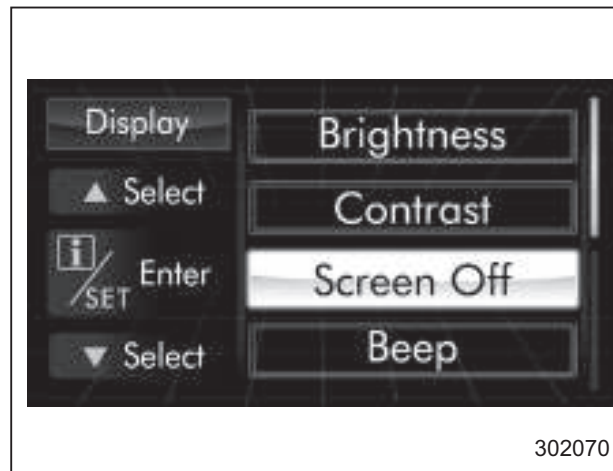 Display
▲ Select
i/SET Enter
▼ Select
Brightness
Contrast
Screen Off
Beep
302070